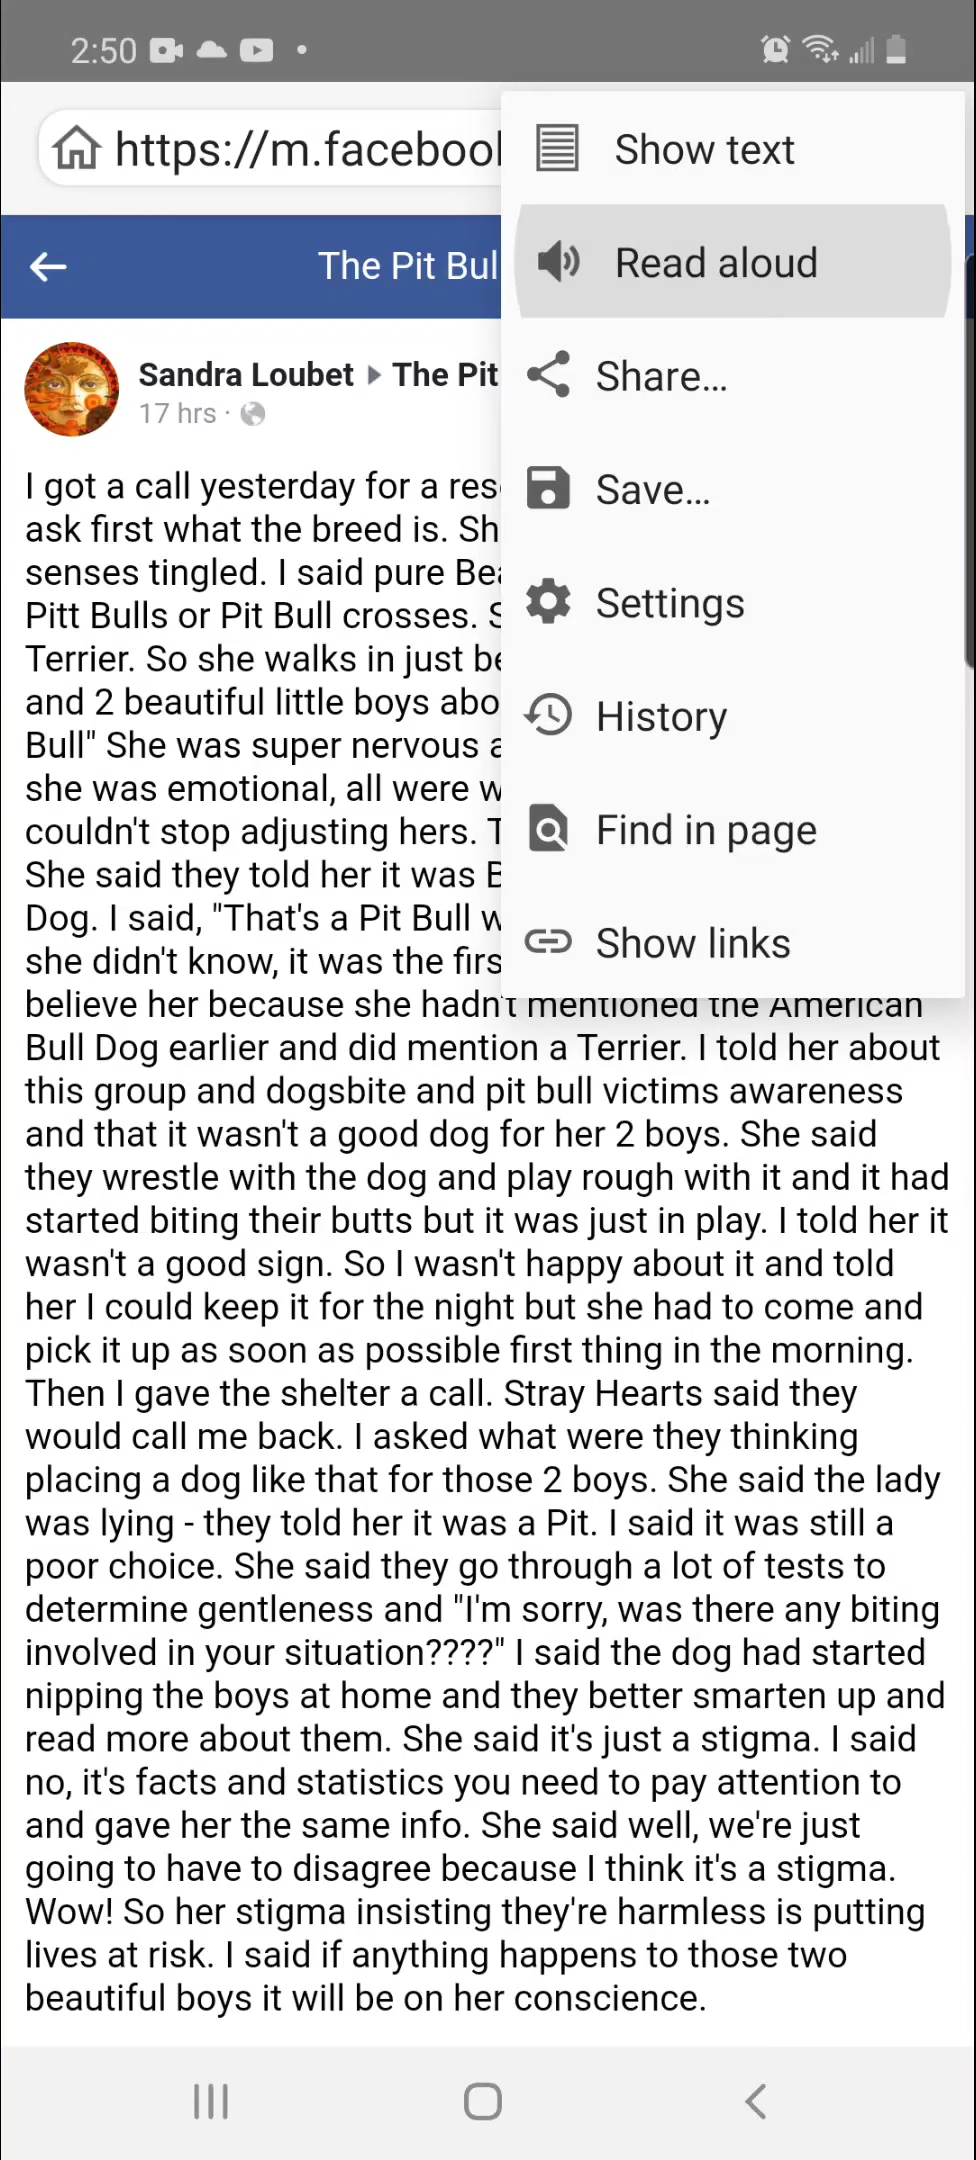 2:50
https://m.facebook
Show text
Read aloud
Share...
Save...
Settings
History
Find in page
Show links
The Pit Bul
Sandra Loubet ▸ The Pit
17 hrs ·
I got a call yesterday for a res
ask first what the breed is. Sh
senses tingled. I said pure Bea
Pitt Bulls or Pit Bull crosses. S
Terrier. So she walks in just be
and 2 beautiful little boys abo
Bull" She was super nervous a
she was emotional, all were w
couldn't stop adjusting hers. T
She said they told her it was B
Dog. I said, "That's a Pit Bull w
she didn't know, it was the firs
believe her because she hadn't mentioned the American
Bull Dog earlier and did mention a Terrier. I told her about
this group and dogsbite and pit bull victims awareness
and that it wasn't a good dog for her 2 boys. She said
they wrestle with the dog and play rough with it and it had
started biting their butts but it was just in play. I told her it
wasn't a good sign. So I wasn't happy about it and told
her I could keep it for the night but she had to come and
pick it up as soon as possible first thing in the morning.
Then I gave the shelter a call. Stray Hearts said they
would call me back. I asked what were they thinking
placing a dog like that for those 2 boys. She said the lady
was lying - they told her it was a Pit. I said it was still a
poor choice. She said they go through a lot of tests to
determine gentleness and "I'm sorry, was there any biting
involved in your situation????" I said the dog had started
nipping the boys at home and they better smarten up and
read more about them. She said it's just a stigma. I said
no, it's facts and statistics you need to pay attention to
and gave her the same info. She said well, we're just
going to have to disagree because I think it's a stigma.
Wow! So her stigma insisting they're harmless is putting
lives at risk. I said if anything happens to those two
beautiful boys it will be on her conscience.